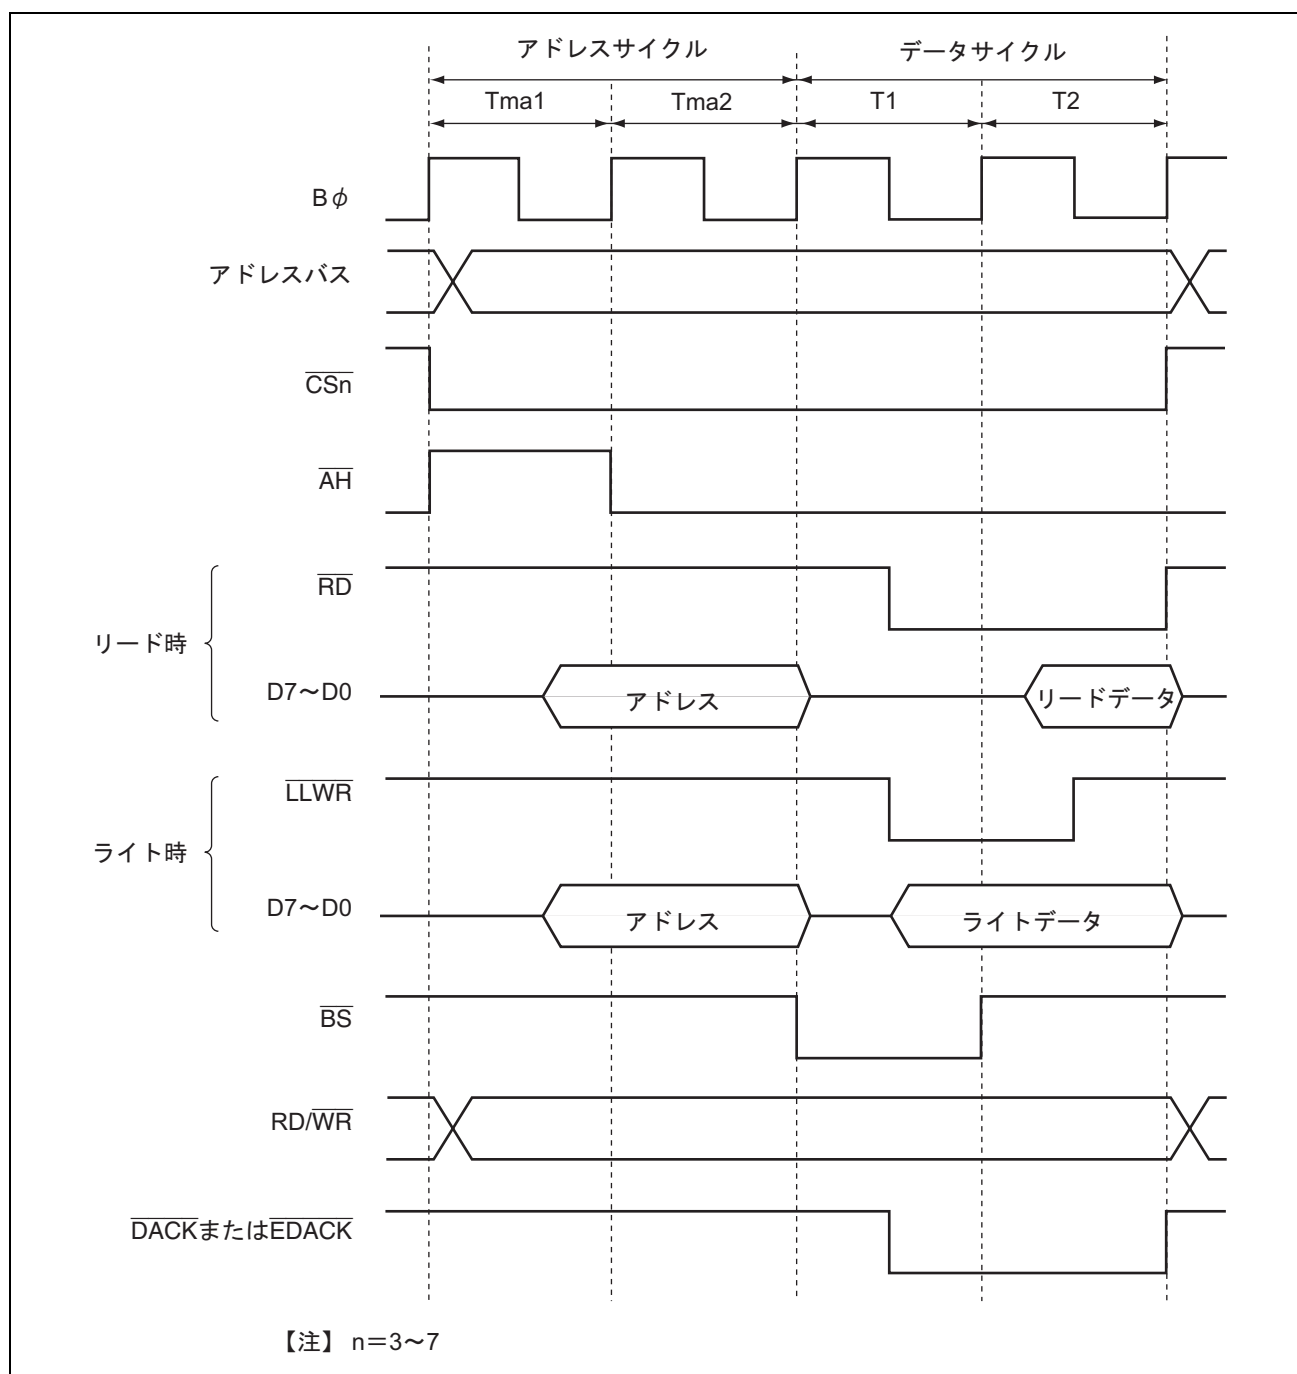 アドレスサイクル データサイクル
Tma1 Tma2 T1 T2
Bφ
アドレスバス
CSn
AH
RD
リード時
D7～D0 アドレス リードデータ
LLWR
ライト時
D7～D0 アドレス ライトデータ
BS
RD/WR
DACKまたはEDACK
【注】 n＝3～7